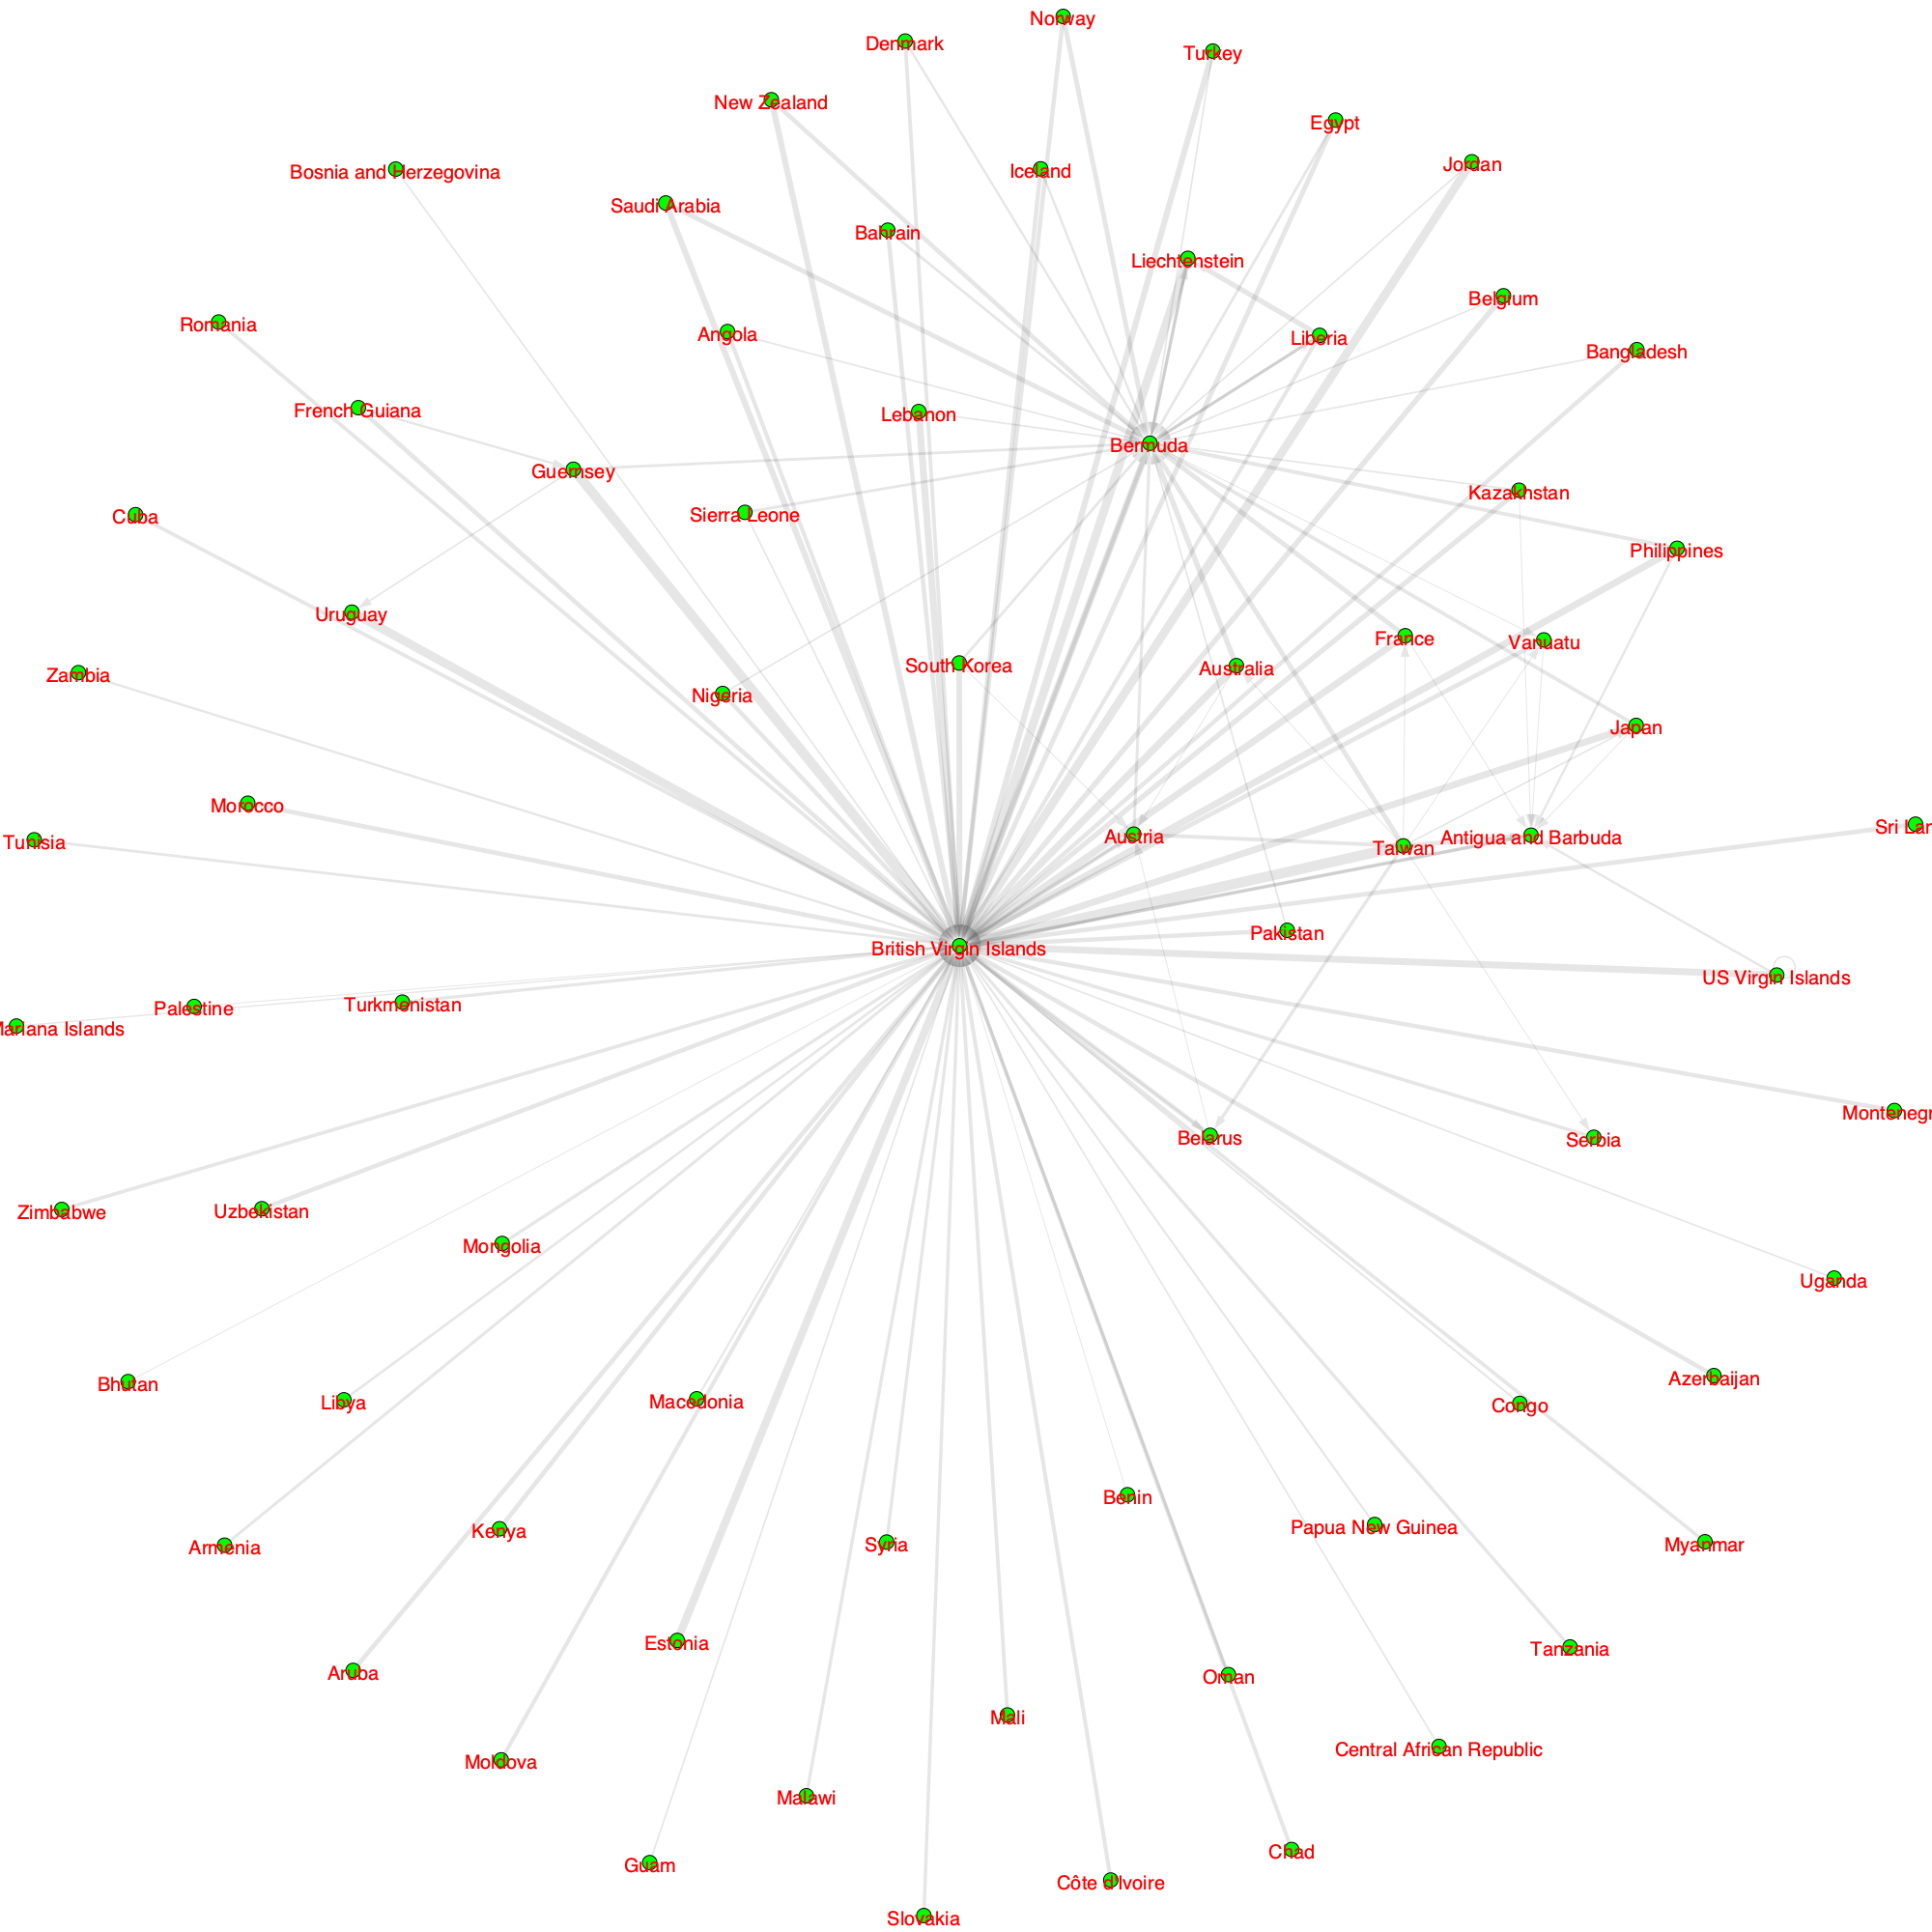 Norway
Denmark
Turkey
New Zealand
Egypt
Bosnia and Herzegovina
Iceland
Jordan
Saudi Arabia
Bahrain
Liechtenstein
Belgium
Romania
Angola
Liberia
Bangladesh
French Guiana
Lebanon
Bermuda
Guernsey
Kazakhstan
Cuba
Sierra Leone
Philippines
Uruguay
France
Vanuatu
Zambia
South Korea
Australia
Nigeria
Japan
Morocco
Tunisia
Austria
Taiwan
Antigua and Barbuda
Sri Lan
British Virgin Islands
Pakistan
US Virgin Islands
Palestine
Turkmenistan
Mariana Islands
Montenegr
Belarus
Serbia
Zimbabwe
Uzbekistan
Mongolia
Uganda
Bhutan
Libya
Macedonia
Congo
Azerbaijan
Benin
Papua New Guinea
Armenia
Kenya
Syria
Myanmar
Estonia
Tanzania
Aruba
Oman
Mali
Central African Republic
Moldova
Malawi
Guam
Chad
Côte d'Ivoire
Slovakia